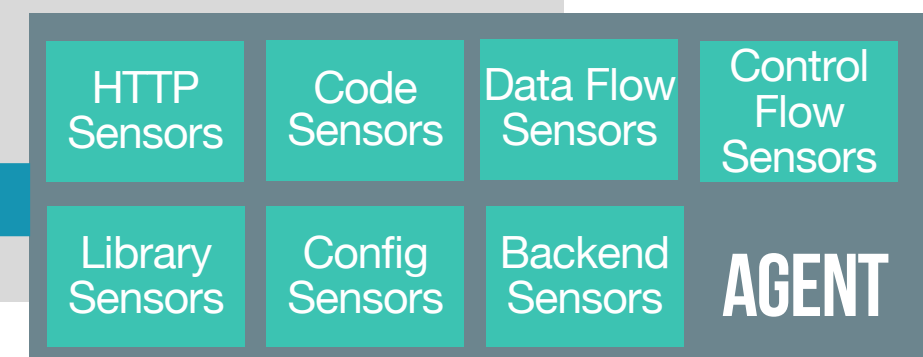 HTTP
Sensors
Code
Sensors
Data Flow
Sensors
Control
Flow
Sensors
Library
Sensors
Config
Sensors
Backend
Sensors
AGENT